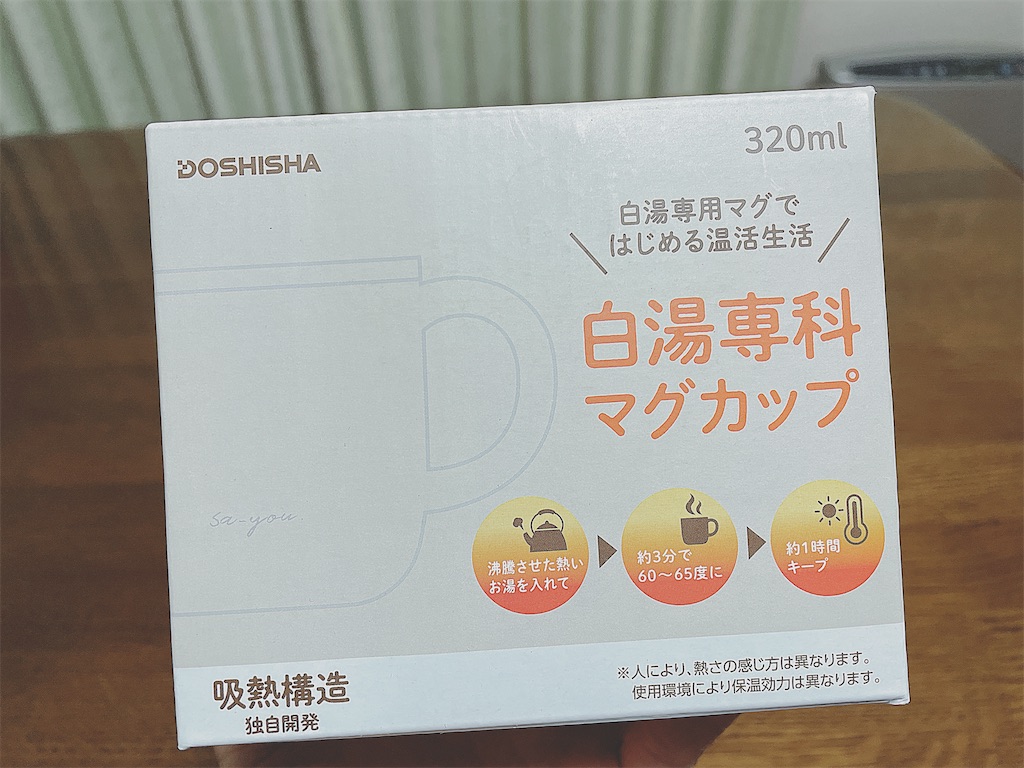 DOSHISHA
320ml
白湯専用マグで
はじめる温活生活
白湯専科
マグカップ
sa-you.
沸騰させた熱い
お湯を入れて
約3分で
60〜65度に
約1時間
キープ
吸熱構造
独自開発
※人により、熱さの感じ方は異なります。
使用環境により保温効力は異なります。